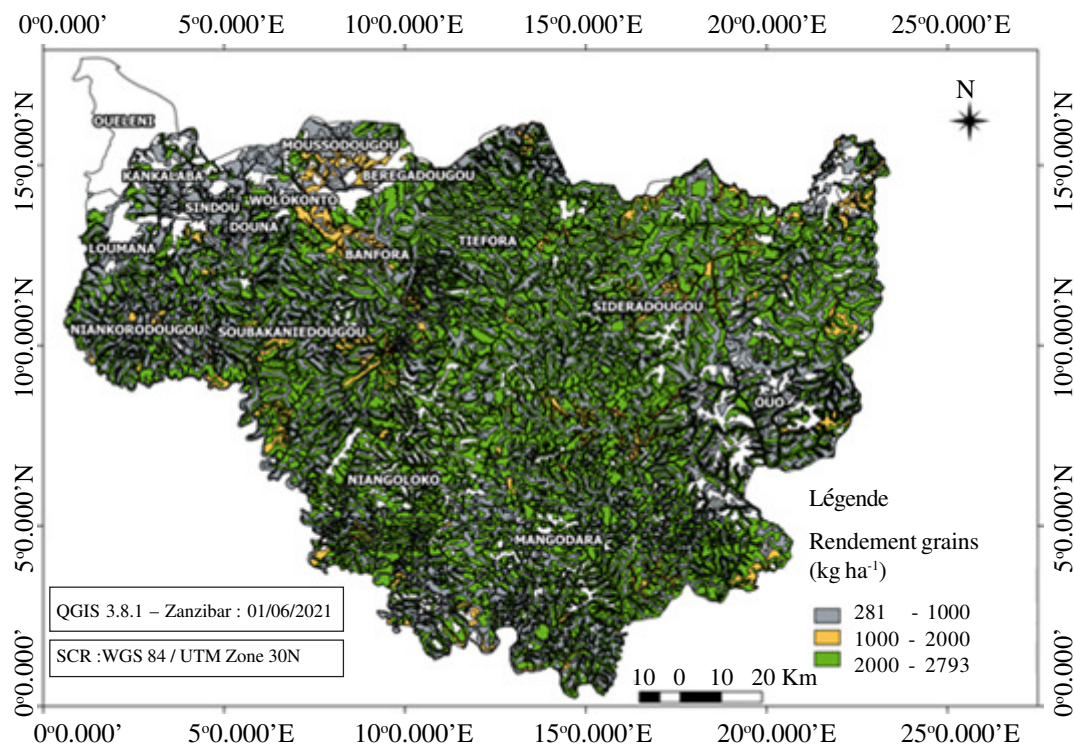 0°0.000' 5°0.000'E 10°0.000'E 15°0.000'E 20°0.000'E 25°0.000'E
N
15°0.000'N
10°0.000'N
5°0.000'N
0°0.000'
15°0.000'N
10°0.000'N
5°0.000'N
0°0.000'
OUELENI
MOUSSODOUGOU
KANKALABA
BEREGADOUGOU
SINDOU
WOLOKONTO
DOUNA
LOUMANA
BANFORA
TIEFORA
SIDERADOUGOU
NIANKORODOUGOU
SOUBAKANIEDOUGOU
OUO
NIANGOLOKO
MANGODARA
Légende
Rendement grains
(kg ha-1)
281 - 1000
1000 - 2000
2000 - 2793
QGIS 3.8.1 – Zanzibar : 01/06/2021
SCR :WGS 84 / UTM Zone 30N
10 0 10 20 Km
0°0.000' 5°0.000'E 10°0.000'E 15°0.000'E 20°0.000'E 25°0.000'E